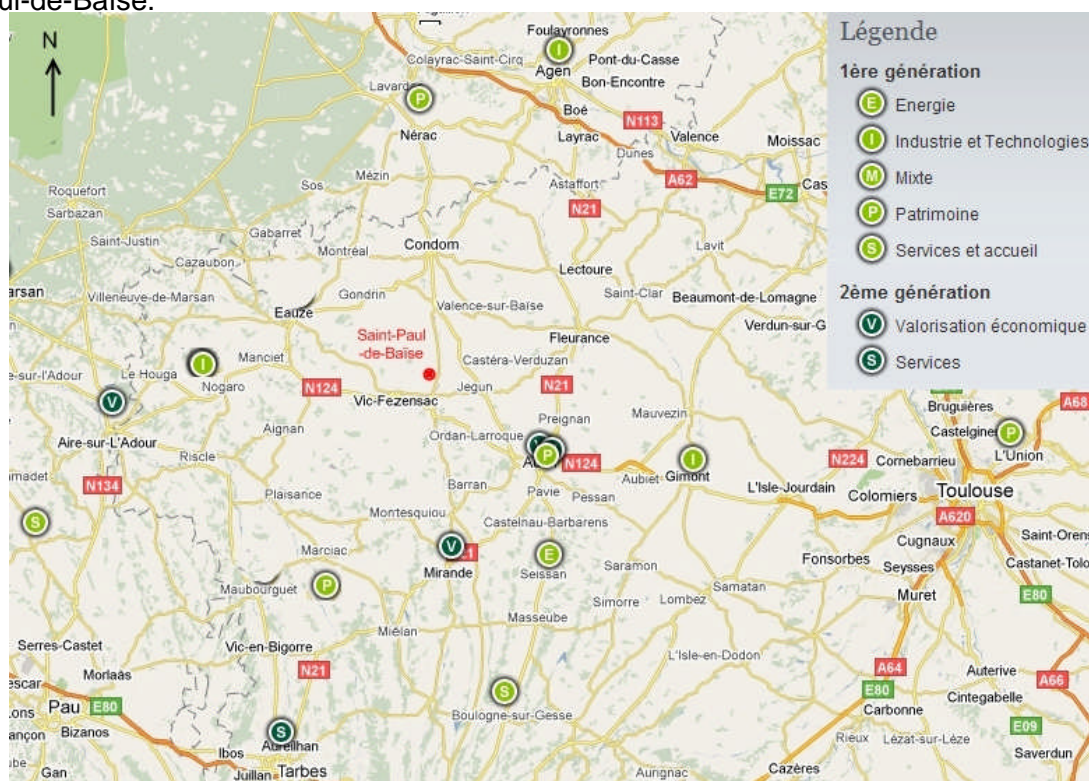 ul-de-Baïse.
N
Légende
1ère génération
E Energie
I Industrie et Technologies
M Mixte
P Patrimoine
S Services et accueil
2ème génération
V Valorisation économique
S Services
Foulayronnes
Colayrac-Saint-Cirq
I
Pont-du-Casse
Agen
Bon-Encontre
P
Boé
N113
Nérac
Layrac
Valence
Moissac
Dunes
Mézin
A62
Sos
Astaffort
E72
Roquefort
N21
Sarbazan
Gabarret
Saint-Justin
Condom
Lavit
Montréal
Cazaubon
Lectoure
Gondrin
Saint-Clar
Beaumont-de-Lomagne
Villeneuve-de-Marsan
Valence-sur-Baïse
Eauze
Verdun-sur-G
Saint-Paul
-de-Baïse
Fleurance
Manciet
Castéra-Verduzan
I
e-sur-l'Adour
Le Houga
Nogaro
N124
Jegun
N21
V
Vic-Fezensac
A68
Bruguières
Preignan
Mauvezin
Aignan
Castelgine
P
Aire-sur-L'Adour
Ordan-Larroque
L'Union
Riscle
P
N124
I
N224
Cornebarrieu
Aubiet
Gimont
N134
Barran
Pavie
Pessan
L'Isle-Jourdain
Colomiers
Toulouse
Plaisance
S
Montesquiou
Castelnau-Barbarens
A620
Saint-Orens
Cugnaux
V
Marciac
E
Fonsorbes
Castanet-Tolo
Mirande
Seissan
Saramon
Seysses
Maubourguet
P
Samatan
Muret
E80
Simorre
Lombez
Masseube
Miélan
Serres-Castet
Vic-en-Bigorre
L'Isle-en-Dodon
Morlaàs
N21
A64
Auterive
A66
S
E80
Cintegabelle
Pau
E80
Boulogne-sur-Gesse
Carbonne
Lons
Bizanos
S
E09
Aureilhan
Rieux
Lézat-sur-Lèze
Ibos
Saverdun
Gan
Juillan
Tarbes
Aurignac
Cazères